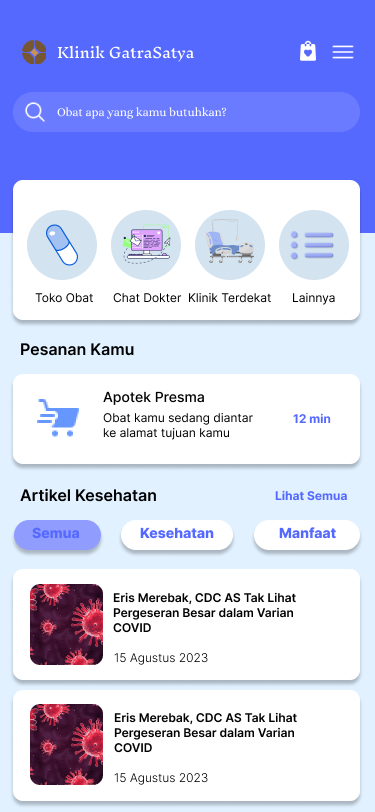 Klinik GatraSatya
Obat apa yang kamu butuhkan?
Toko Obat
Chat Dokter
Klinik Terdekat
Lainnya
Pesanan Kamu
Apotek Presma
Obat kamu sedang diantar
ke alamat tujuan kamu
12 min
Artikel Kesehatan
Lihat Semua
Semua
Kesehatan
Manfaat
Eris Merebak, CDC AS Tak Lihat
Pergeseran Besar dalam Varian
COVID
15 Agustus 2023
Eris Merebak, CDC AS Tak Lihat
Pergeseran Besar dalam Varian
COVID
15 Agustus 2023